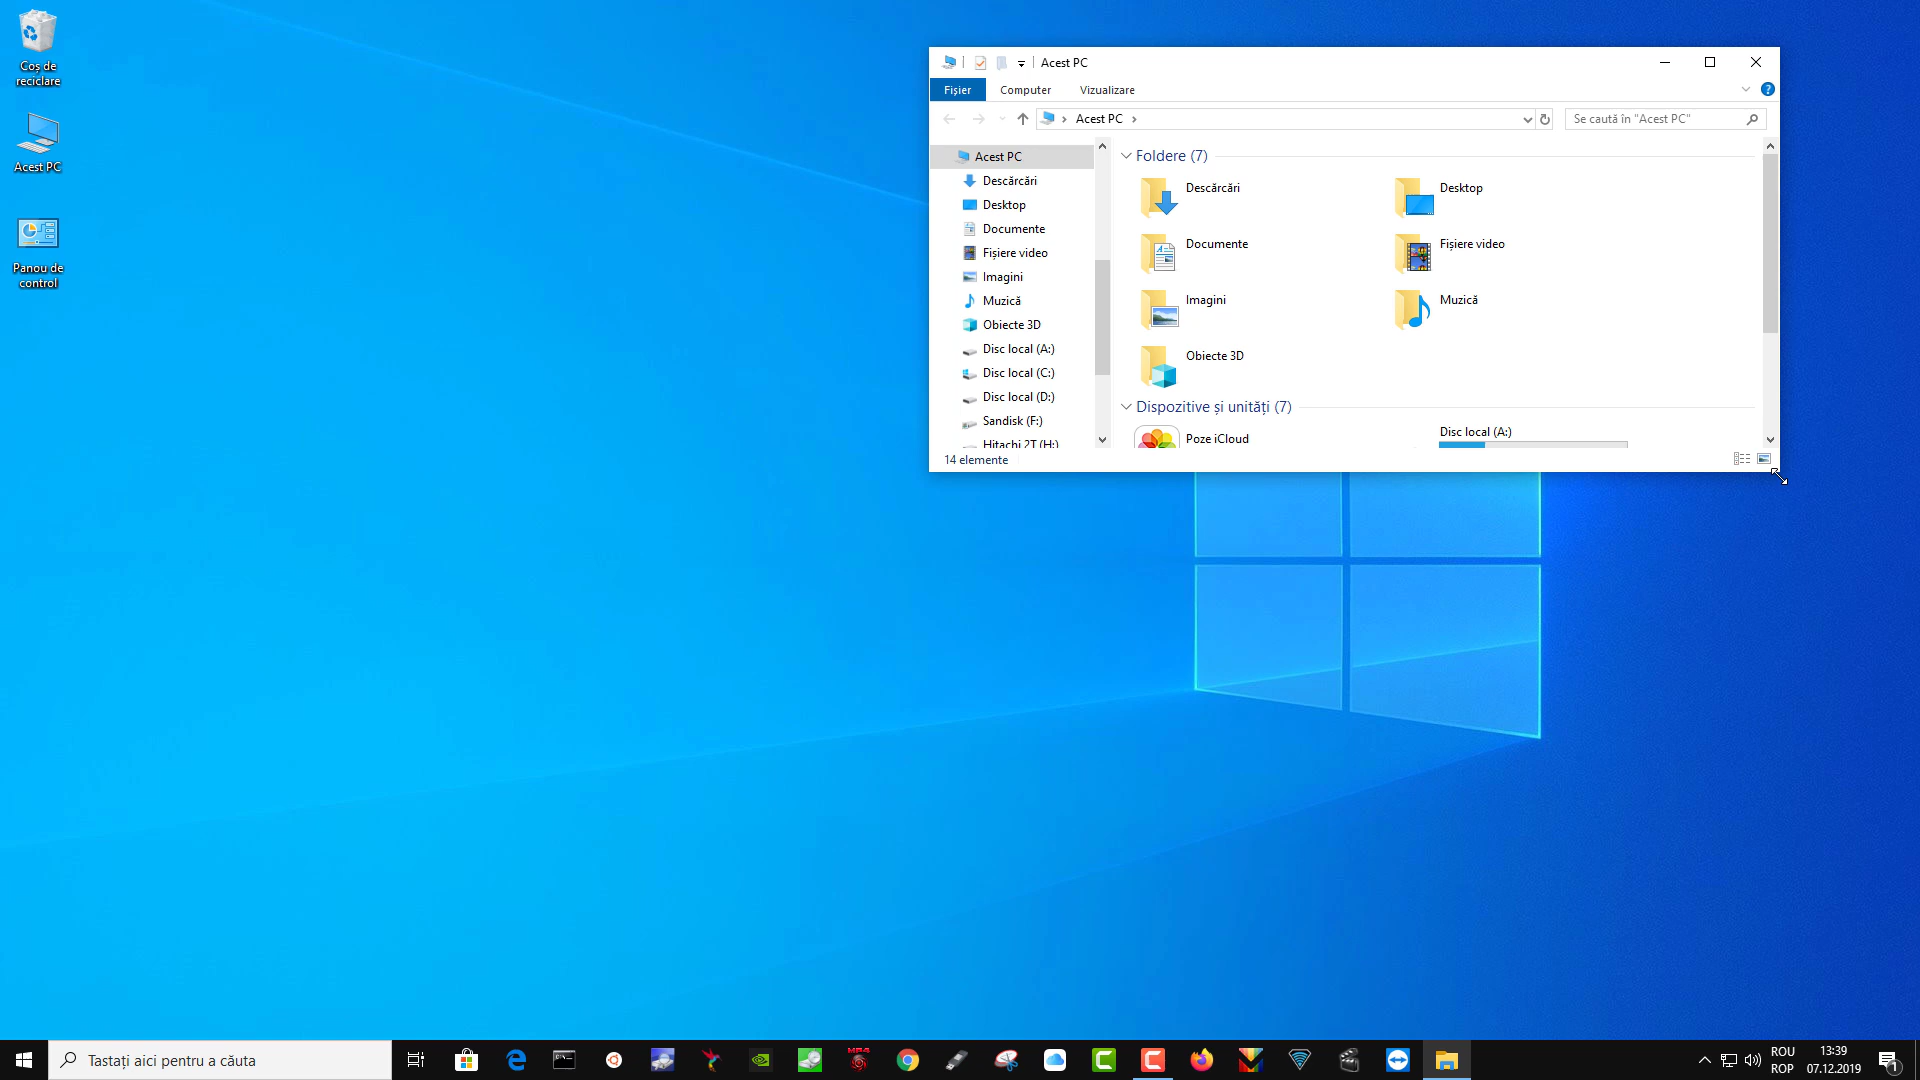 Coș de
reciclare
Acest PC
Panou de
control
Acest PC
Fișier
Computer
Vizualizare
?
Acest PC
Se caută în "Acest PC"
Acest PC
Descărcări
Desktop
Documente
Fișiere video
Imagini
Muzică
Obiecte 3D
Disc local (A:)
Disc local (C:)
Disc local (D:)
Sandisk (F:)
Hitachi 2T (H:)
Foldere (7)
Descărcări
Desktop
Documente
Fișiere video
Imagini
Muzică
Obiecte 3D
Dispozitive și unități (7)
Poze iCloud
Disc local (A:)
14 elemente
Tastați aici pentru a căuta
MP4
ROU
ROP
13:39
07.12.2019
1